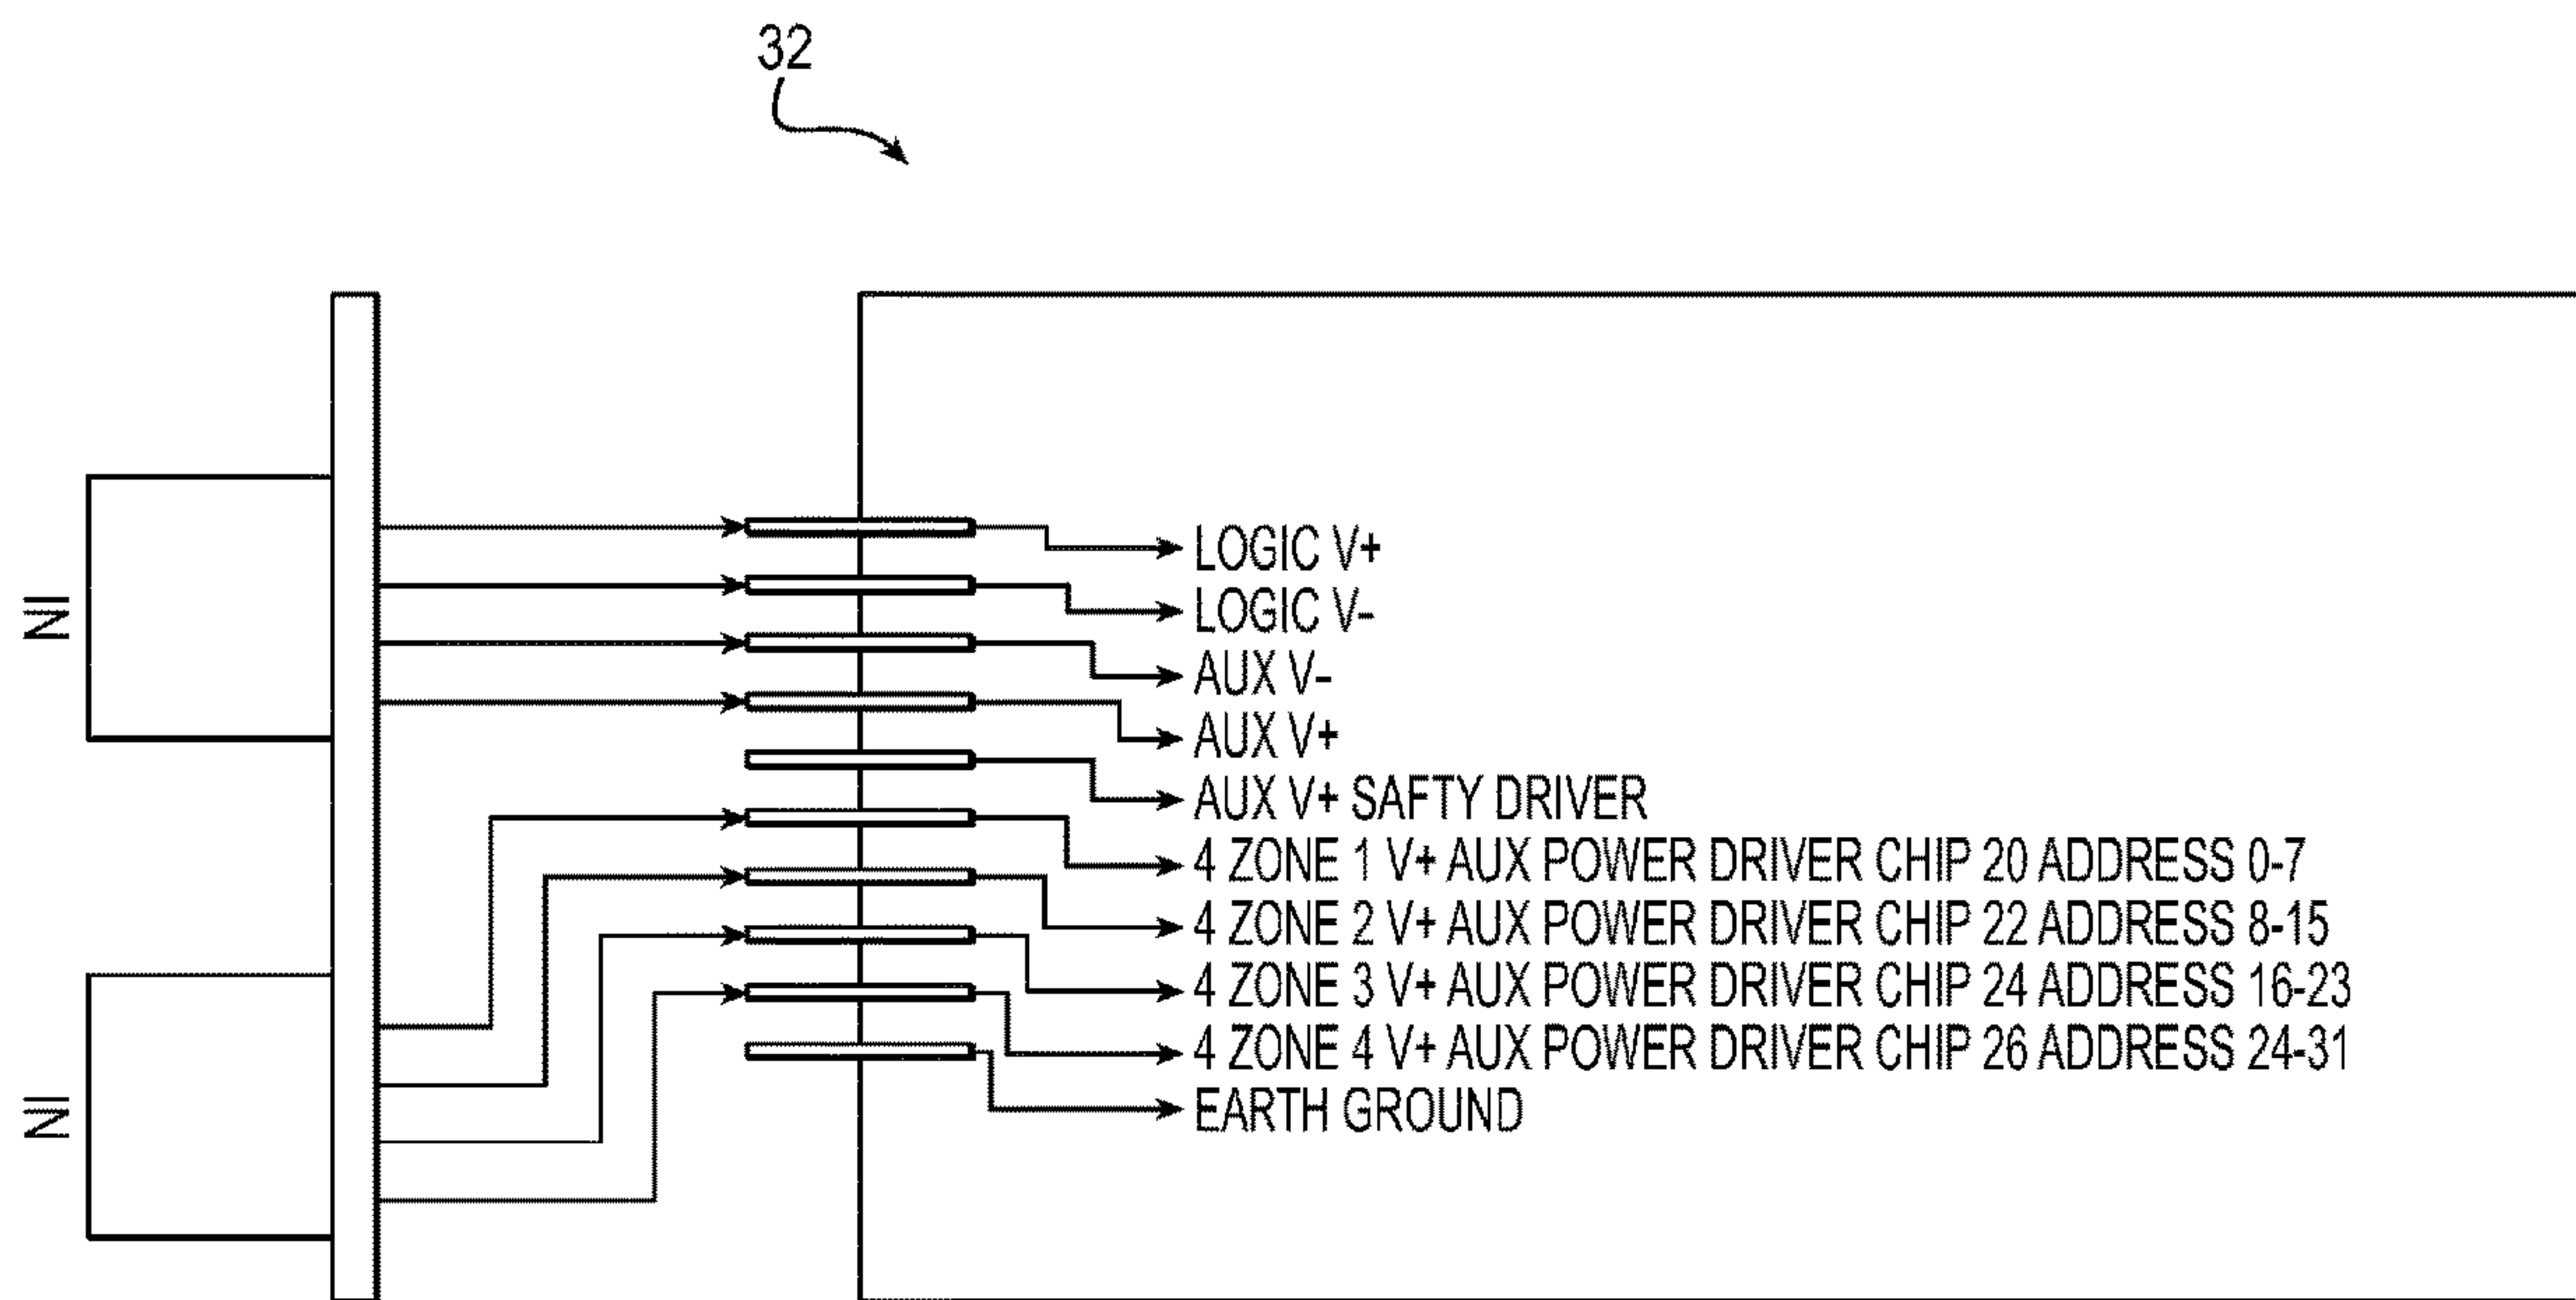 32
IN
LOGIC V+
LOGIC V-
AUX V-
AUX V+
AUX V+ SAFTY DRIVER
4 ZONE 1 V+ AUX POWER DRIVER CHIP 20 ADDRESS 0-7
4 ZONE 2 V+ AUX POWER DRIVER CHIP 22 ADDRESS 8-15
4 ZONE 3 V+ AUX POWER DRIVER CHIP 24 ADDRESS 16-23
4 ZONE 4 V+ AUX POWER DRIVER CHIP 26 ADDRESS 24-31
IN
EARTH GROUND